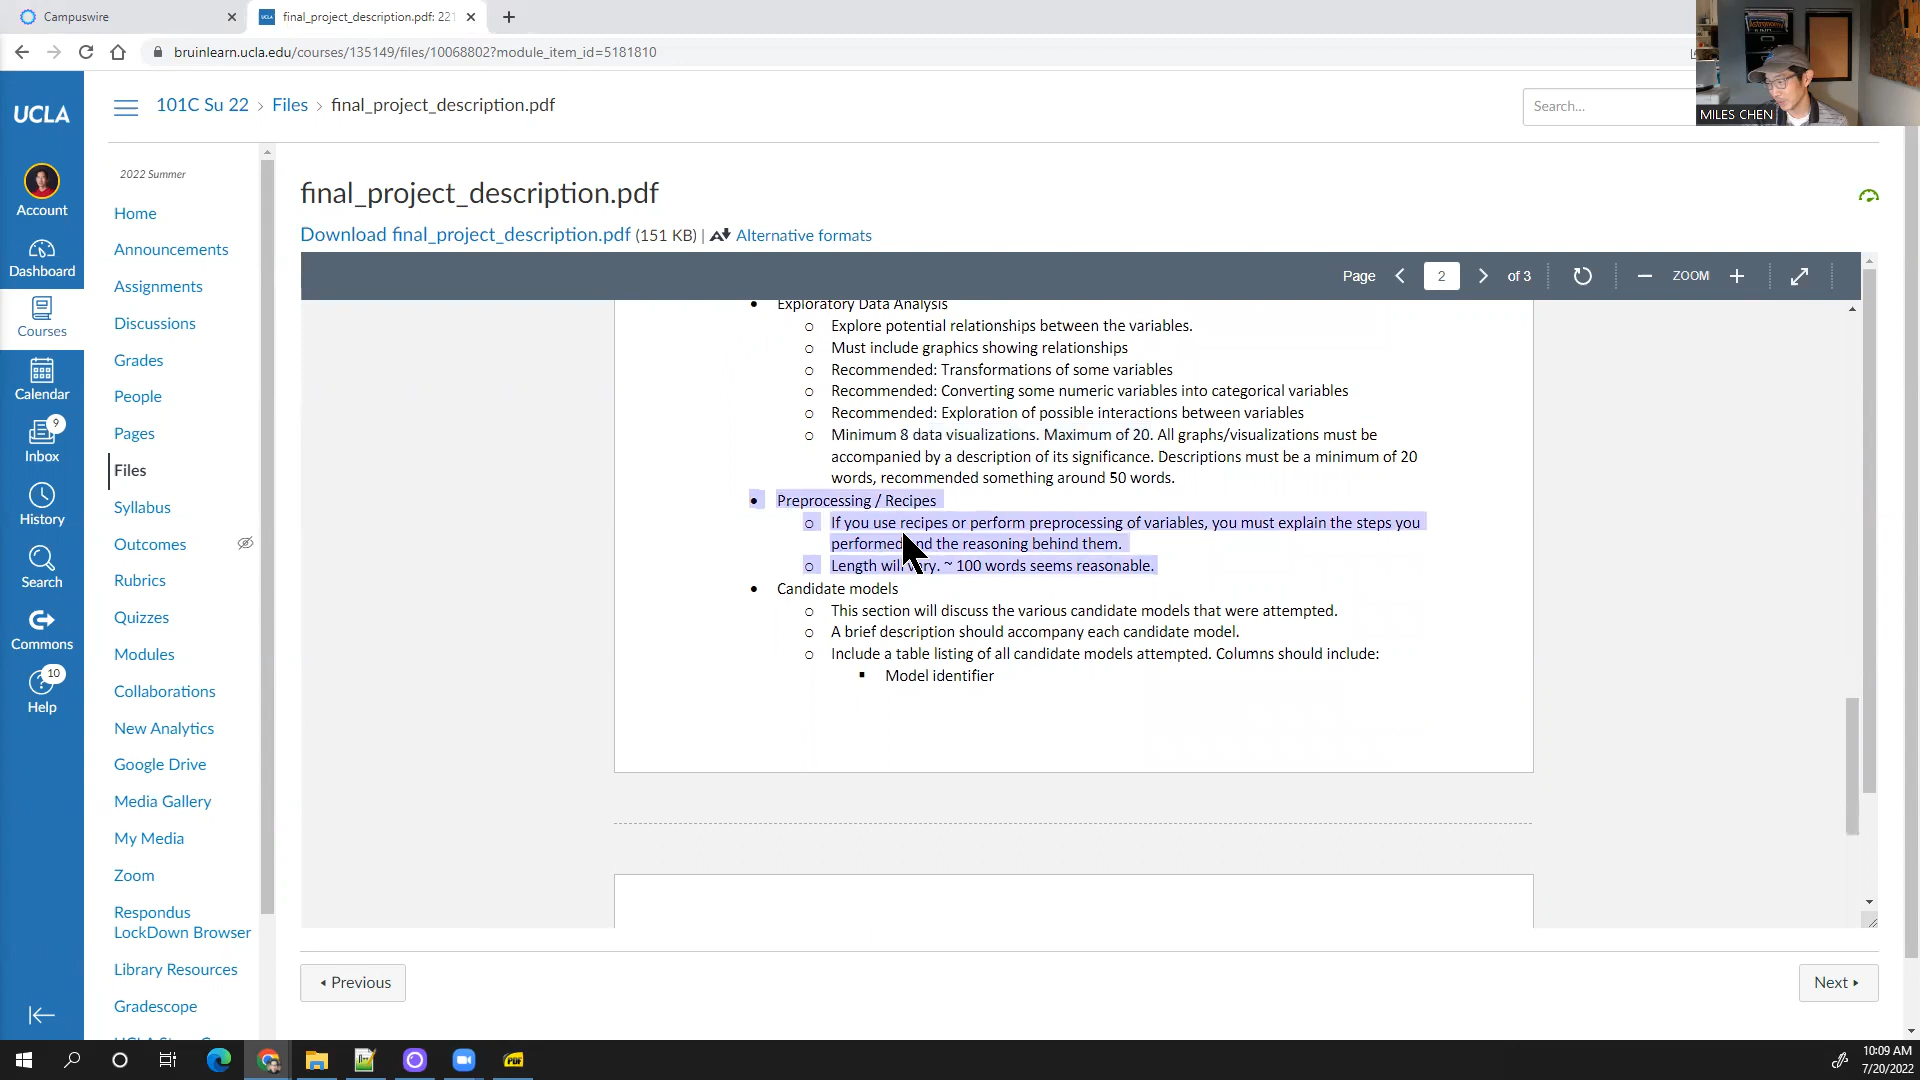 Campuswire
final_project_description.pdf: 221
bruinlearn.ucla.edu/courses/135149/files/10068802?module_item_id=5181810
MILES CHEN
UCLA
101C Su 22 > Files > final_project_description.pdf
Search...
Account
Dashboard
Courses
Calendar
9
Inbox
History
Search
Commons
10
Help
2022 Summer
Home
Announcements
Assignments
Discussions
Grades
People
Pages
Files
Syllabus
Outcomes
Rubrics
Quizzes
Modules
Collaborations
New Analytics
Google Drive
Media Gallery
My Media
Zoom
Respondus
LockDown Browser
Library Resources
Gradescope
final_project_description.pdf
Download final_project_description.pdf (151 KB) | Alternative formats
Page 2 of 3 ZOOM
• Exploratory Data Analysis
o Explore potential relationships between the variables.
o Must include graphics showing relationships
o Recommended: Transformations of some variables
o Recommended: Converting some numeric variables into categorical variables
o Recommended: Exploration of possible interactions between variables
o Minimum 8 data visualizations. Maximum of 20. All graphs/visualizations must be
accompanied by a description of its significance. Descriptions must be a minimum of 20
words, recommended something around 50 words.
• Preprocessing / Recipes
o If you use recipes or perform preprocessing of variables, you must explain the steps you
performed and the reasoning behind them.
o Length will vary. ~ 100 words seems reasonable.
• Candidate models
o This section will discuss the various candidate models that were attempted.
o A brief description should accompany each candidate model.
o Include a table listing of all candidate models attempted. Columns should include:
▪ Model identifier
Previous
Next
PDF
10:09 AM
7/20/2022